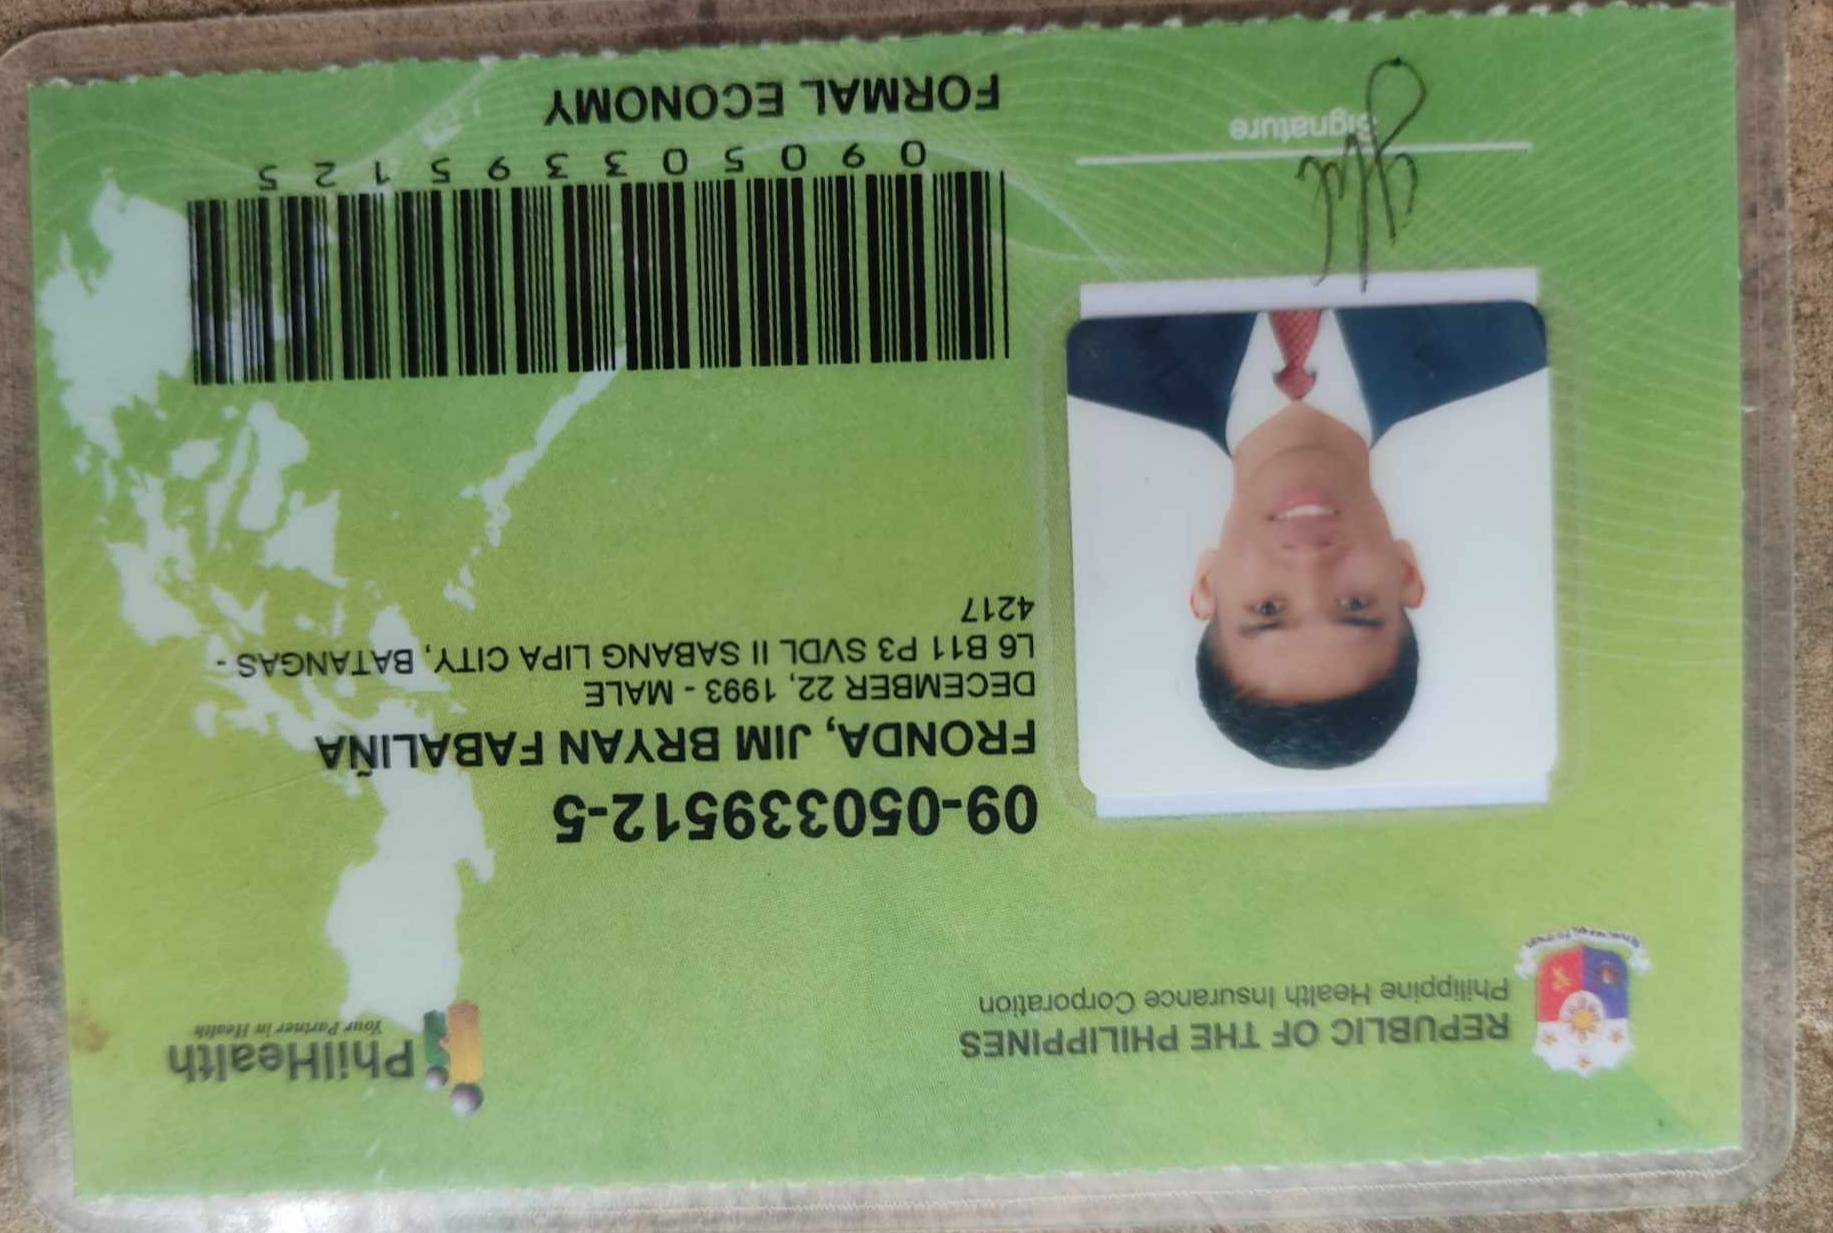 REPUBLIC OF THE PHILIPPINES
Philippine Health Insurance Corporation
PhilHealth
Your Partner in Health
09-050339512-5
FRONDA, JIM BRYAN FABALIÑA
DECEMBER 22, 1993 - MALE
L6 B11 P3 SVDL II SABANG LIPA CITY, BATANGAS -
4217
090503395125
FORMAL ECONOMY
Signature